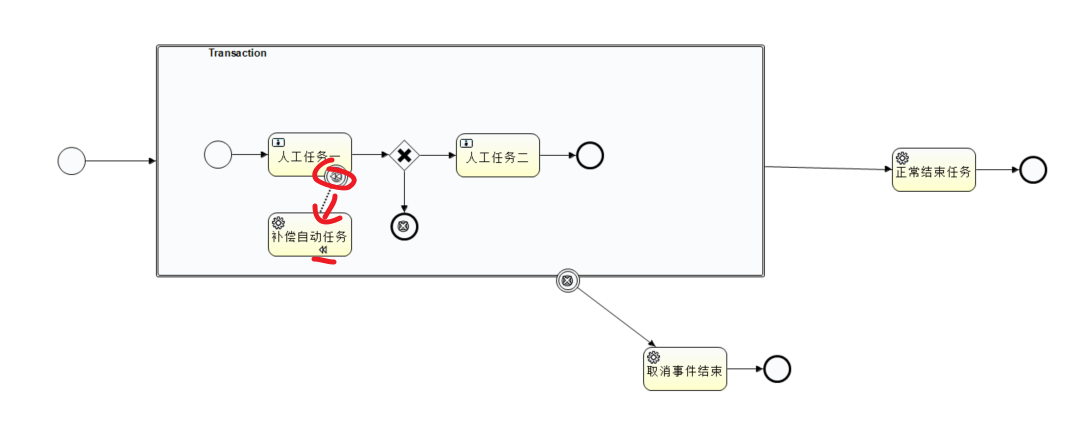 Transaction
人工任务一
人工任务二
补偿自动任务
正常结束任务
取消事件结束